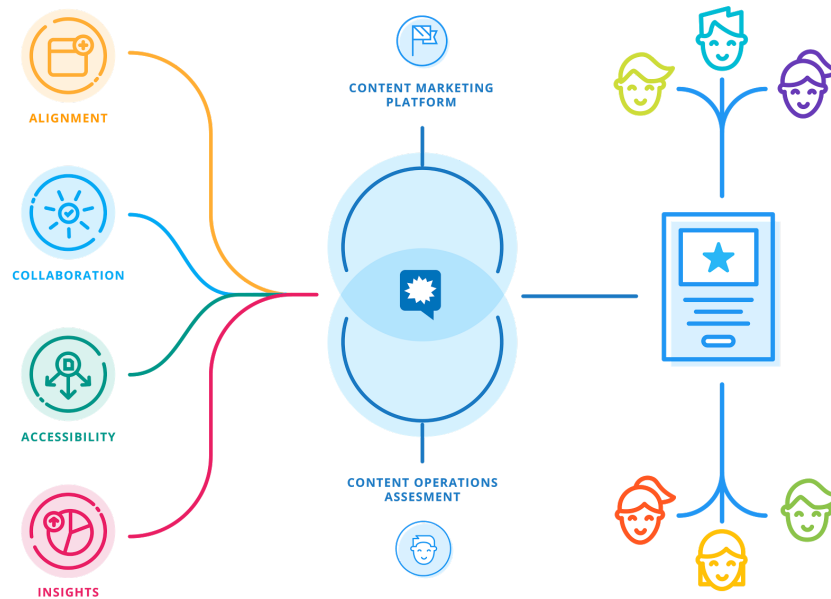 ALIGNMENT
COLLABORATION
ACCESSIBILITY
INSIGHTS
CONTENT MARKETING
PLATFORM
CONTENT OPERATIONS
ASSESMENT
D